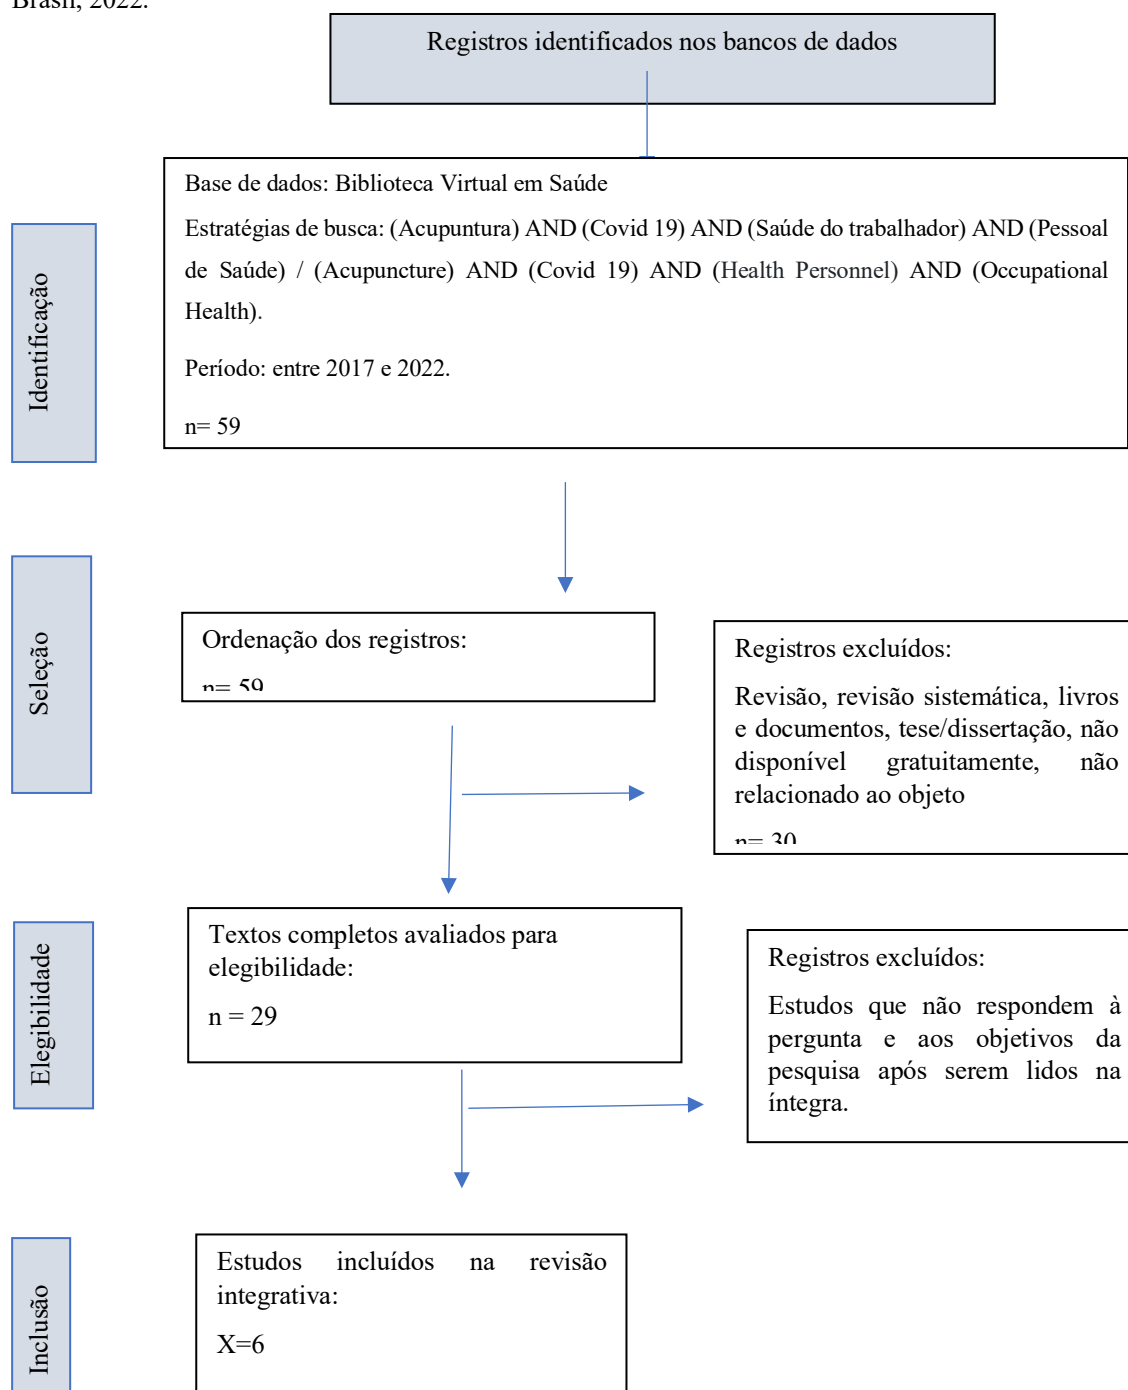 Brasil, 2022.
Registros identificados nos bancos de dados
Identificação
Base de dados: Biblioteca Virtual em Saúde
Estratégias de busca: (Acupuntura) AND (Covid 19) AND (Saúde do trabalhador) AND (Pessoal
de Saúde) / (Acupuncture) AND (Covid 19) AND (Health Personnel) AND (Occupational
Health).
Período: entre 2017 e 2022.
n= 59
Seleção
Ordenação dos registros:
n= 59
Registros excluídos:
Revisão, revisão sistemática, livros
e documentos, tese/dissertação, não
disponível gratuitamente, não
relacionado ao objeto
n= 30
Elegibilidade
Textos completos avaliados para
elegibilidade:
n = 29
Registros excluídos:
Estudos que não respondem à
pergunta e aos objetivos da
pesquisa após serem lidos na
íntegra.
Inclusão
Estudos incluídos na revisão
integrativa:
X=6